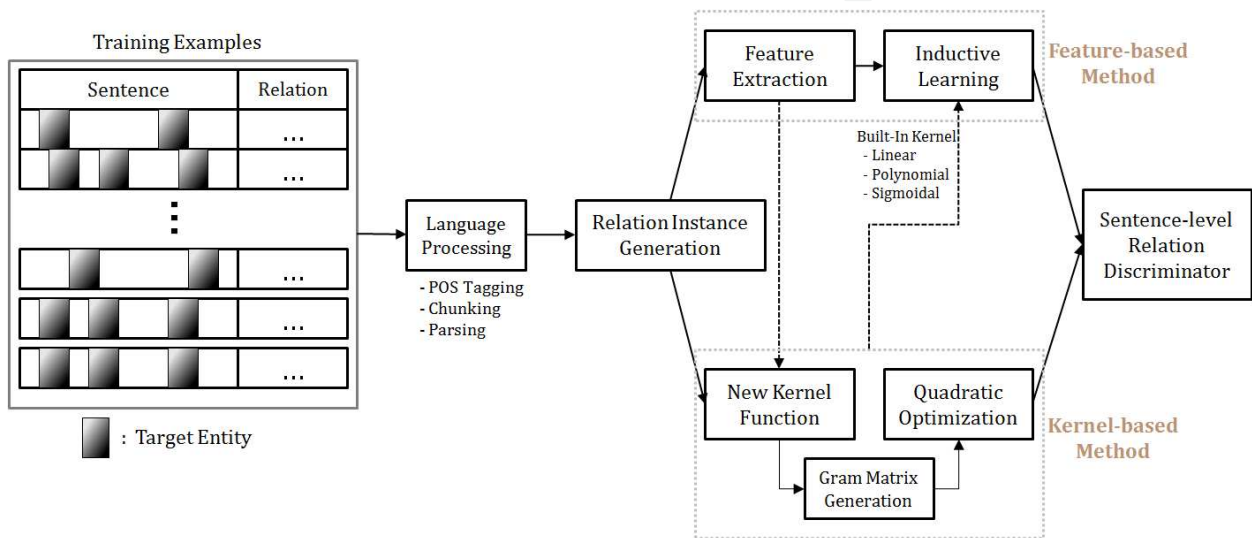 Training Examples
Sentence Relation
...
...
...
...
...
: Target Entity
Language
Processing
- POS Tagging
- Chunking
- Parsing
Relation Instance
Generation
Feature
Extraction
Inductive
Learning
Feature-based
Method
Built-In Kernel
- Linear
- Polynomial
- Sigmoidal
New Kernel
Function
Quadratic
Optimization
Gram Matrix
Generation
Kernel-based
Method
Sentence-level
Relation
Discriminator